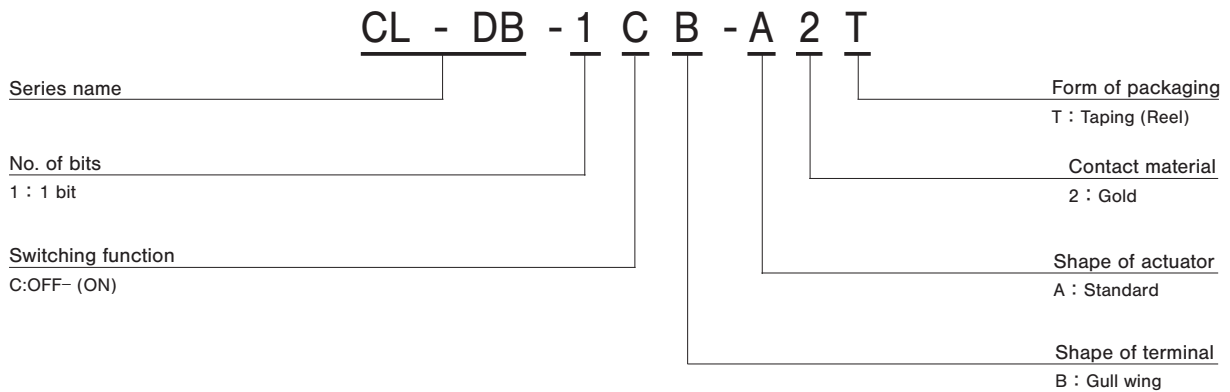 CL - DB - 1 C B - A 2 T
Series name
No. of bits
1 : 1 bit
Switching function
C:OFF- (ON)
Form of packaging
T : Taping (Reel)
Contact material
2 : Gold
Shape of actuator
A : Standard
Shape of terminal
B : Gull wing